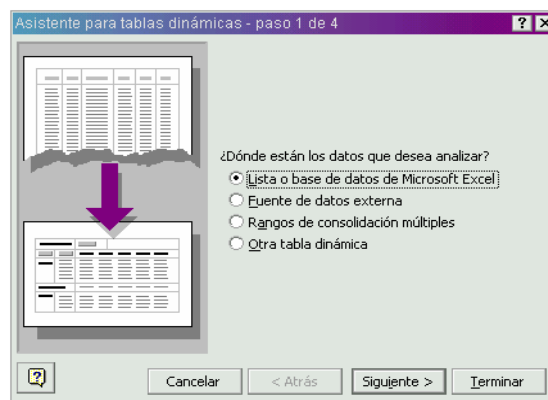 Asistente para tablas dinámicas - paso 1 de 4
¿Dónde están los datos que desea analizar?
Lista o base de datos de Microsoft Excel
Fuente de datos externa
Rangos de consolidación múltiples
Otra tabla dinámica
Cancelar
< Atrás
Siguiente >
Terminar